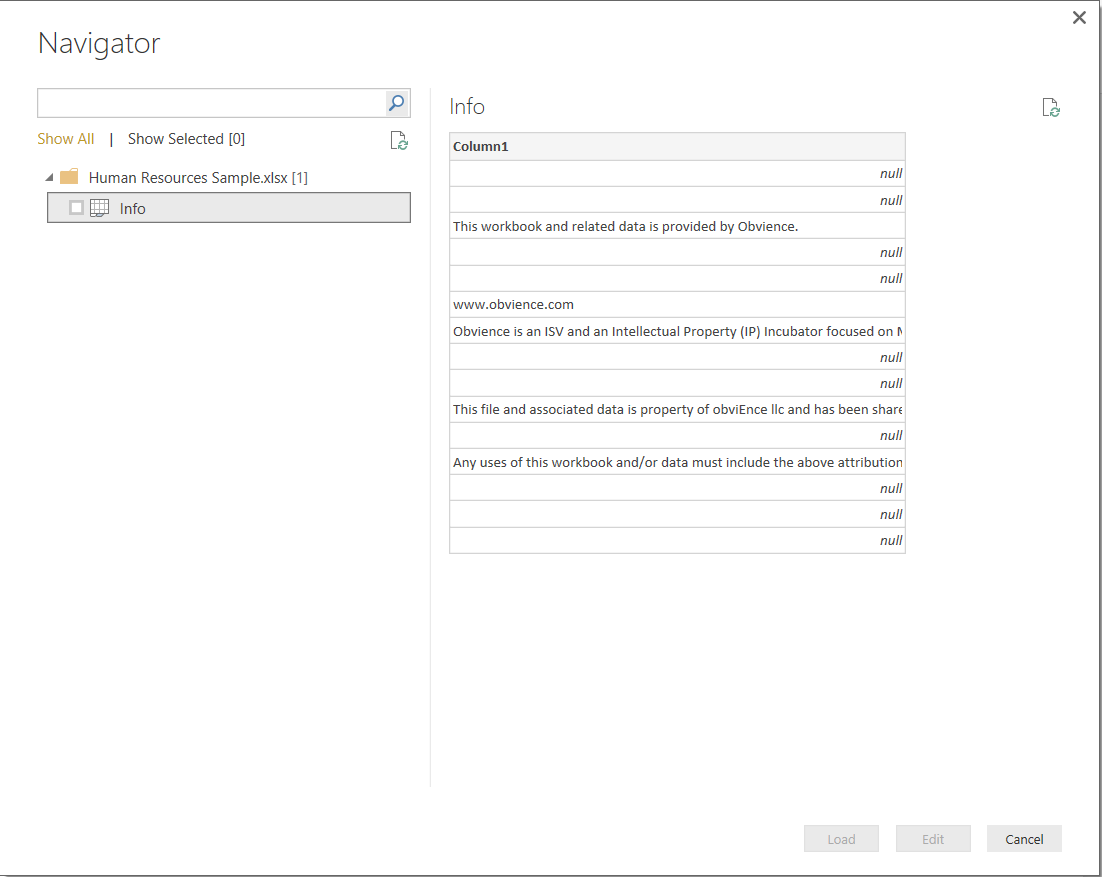 Navigator
Show All | Show Selected [0]
Human Resources Sample.xlsx [1]
Info
Info
Column1
null
null
This workbook and related data is provided by Obvience.
null
null
www.obvience.com
Obvience is an ISV and an Intellectual Property (IP) Incubator focused on
null
null
This file and associated data is property of obviEnce llc and has been share
null
Any uses of this workbook and/or data must include the above attribution
null
null
null
Load Edit Cancel